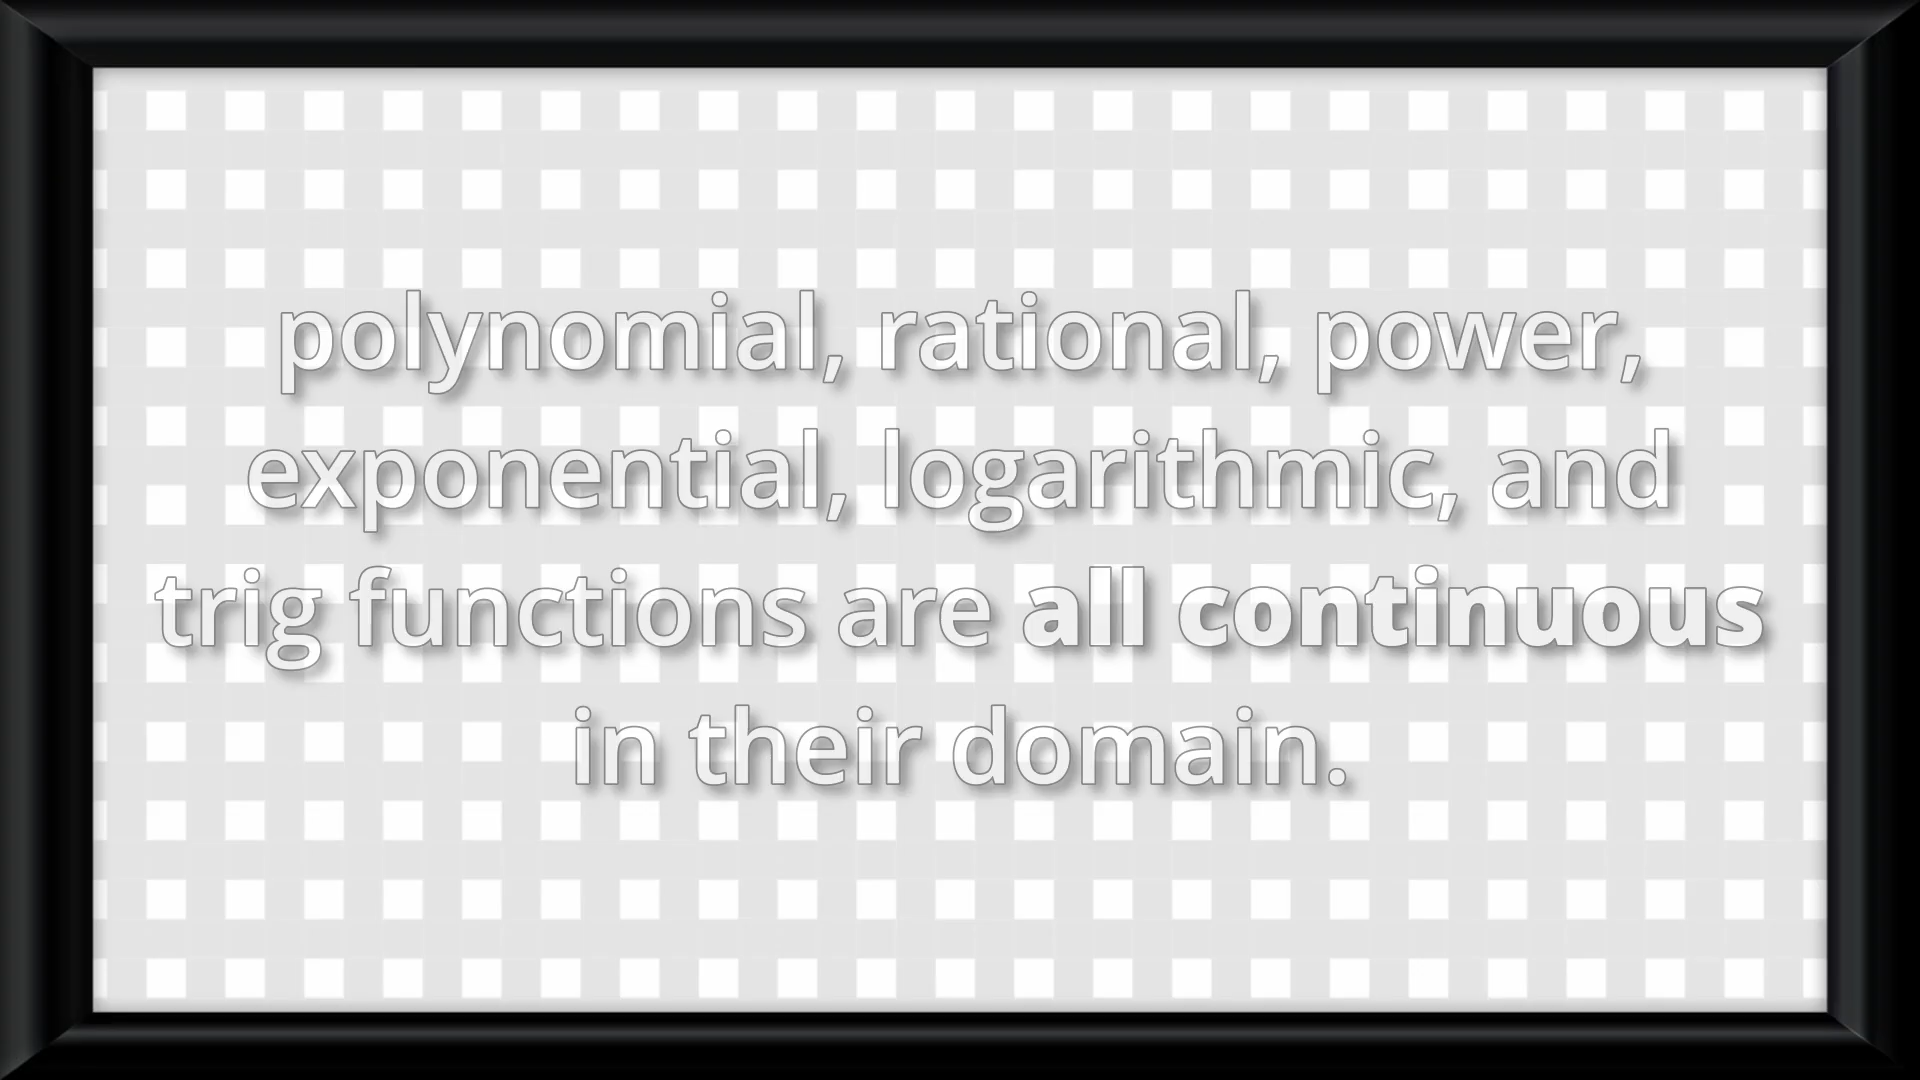 polynomial, rational, power,
exponential, logarithmic, and
trig functions are all continuous
in their domain.